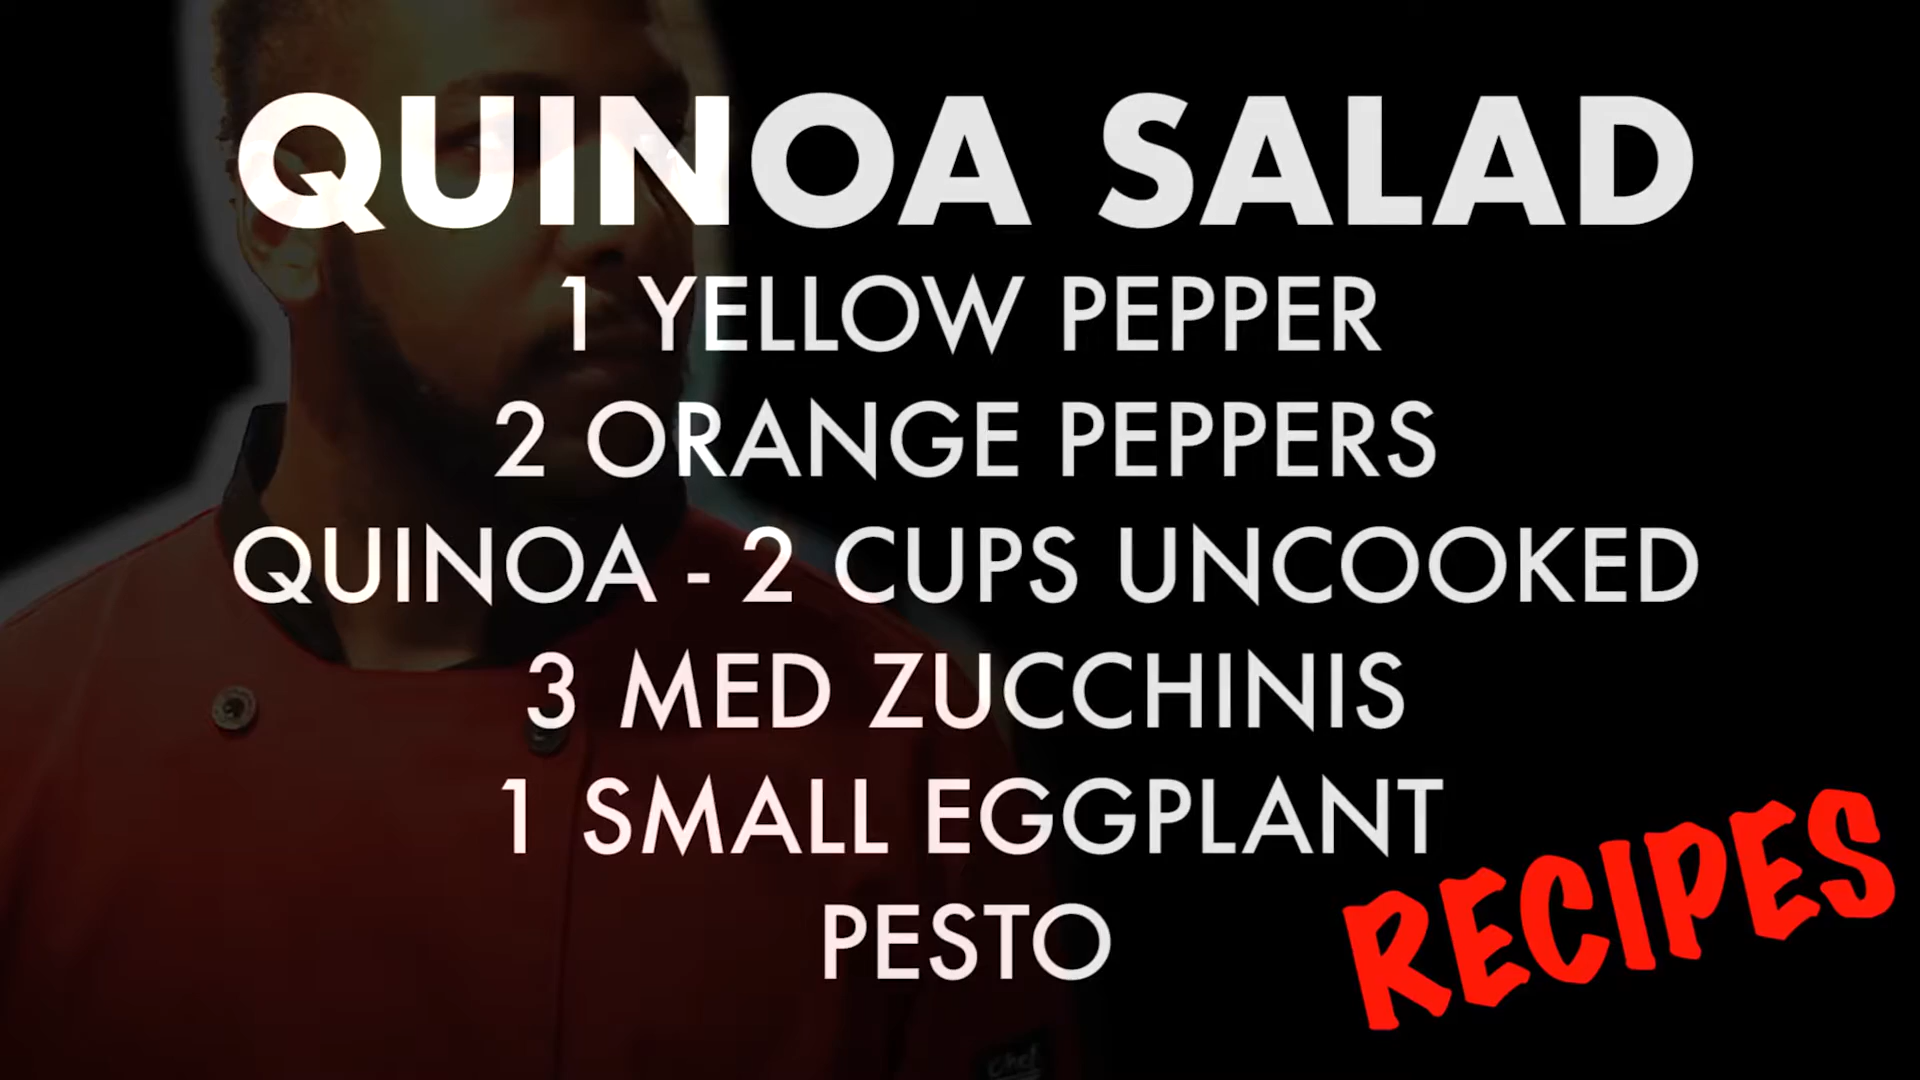 QUINOA SALAD
1 YELLOW PEPPER
2 ORANGE PEPPERS
QUINOA - 2 CUPS UNCOOKED
3 MED ZUCCHINIS
1 SMALL EGGPLANT
PESTO
RECIPES
Chef